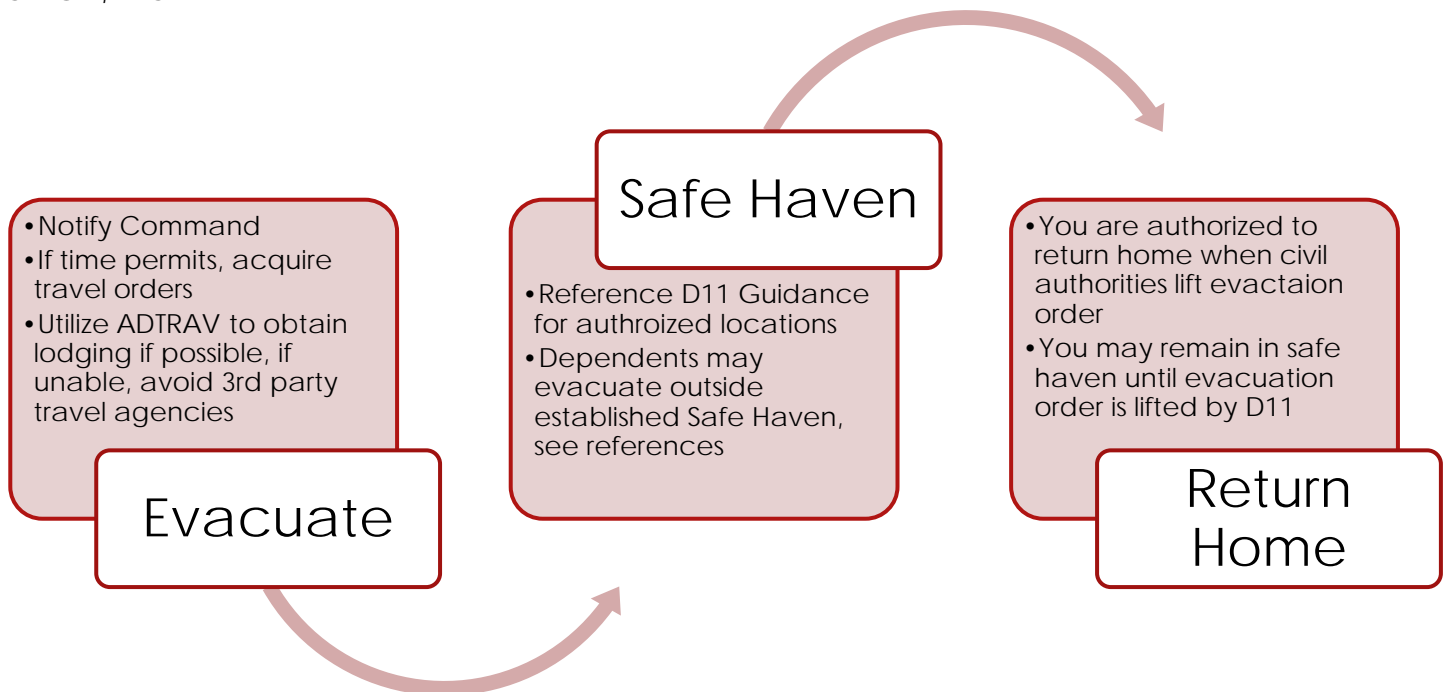 •Notify Command
•If time permits, acquire
travel orders
•Utilize ADTRAV to obtain
lodging if possible, if
unable, avoid 3rd party
travel agencies
Evacuate
Safe Haven
•Reference D11 Guidance
for authroized locations
•Dependents may
evacuate outside
established Safe Haven,
see references
•You are authorized to
return home when civil
authorities lift evactaion
order
•You may remain in safe
haven until evacuation
order is lifted by D11
Return
Home